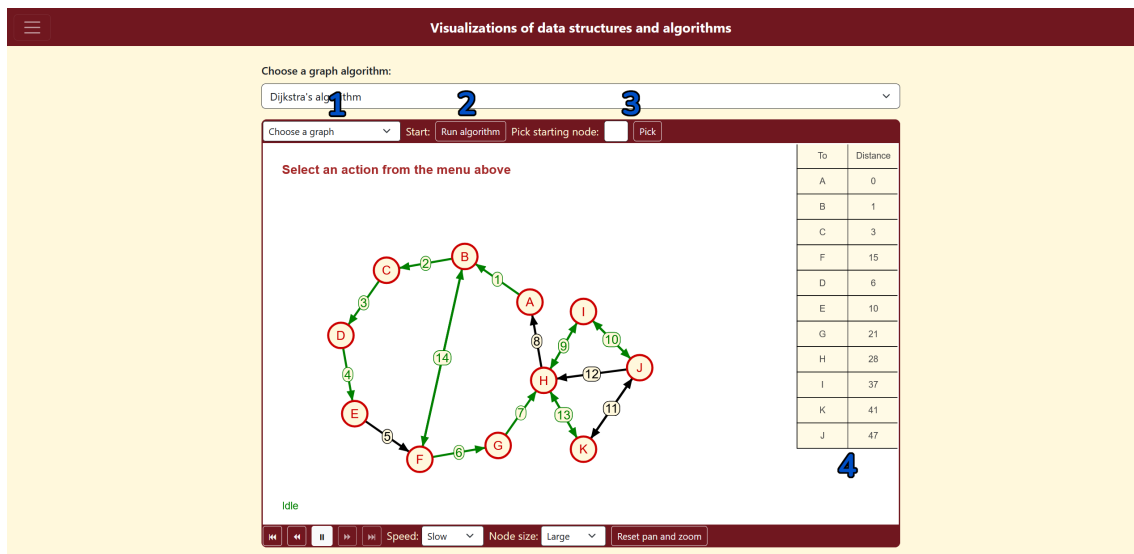 Visualizations of data structures and algorithms
Choose a graph algorithm:
Dijkstra's algorithm
1 2 3
Choose a graph Start: Run algorithm Pick starting node: Pick
Select an action from the menu above
To Distance
A 0
B 1
C 3
F 15
D 6
E 10
G 21
H 28
I 37
K 41
J 47
4
B
C 2
1
3 A I
D 8 9 10
14 J
4 H 12
E 7 13 11
5 G K
F 6
Idle
Speed: Slow Node size: Large Reset pan and zoom